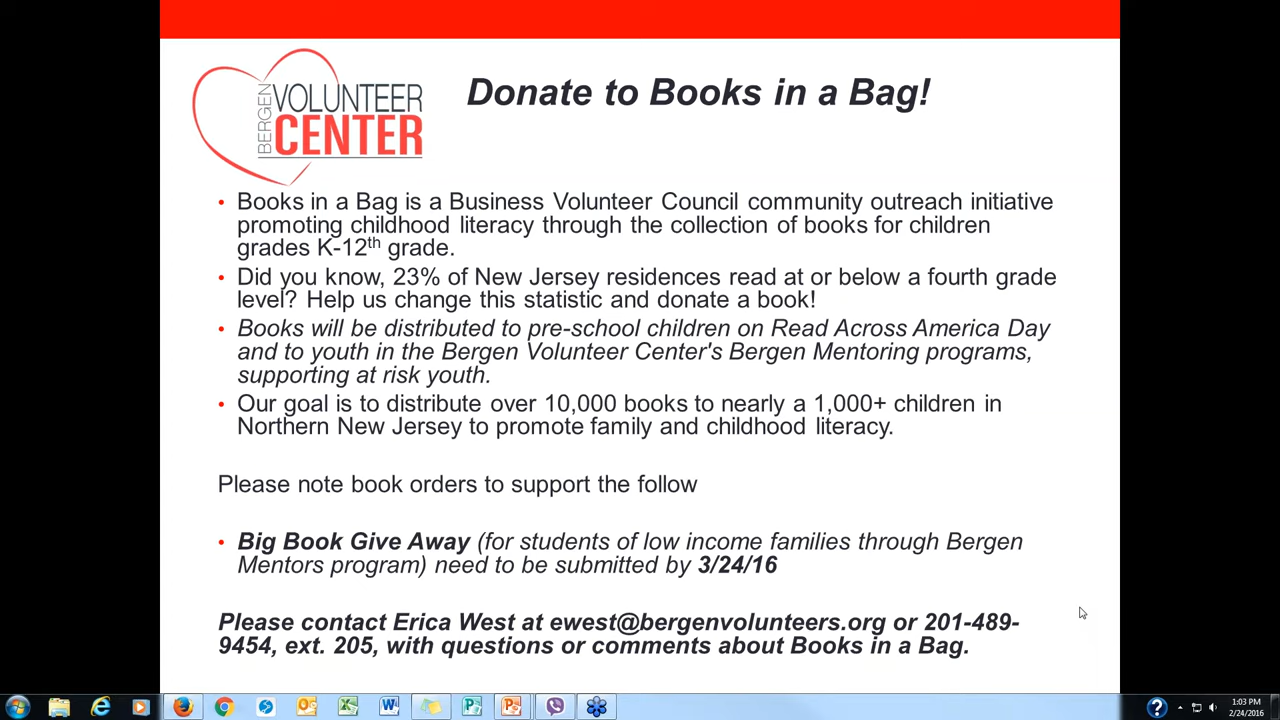 BERGEN
VOLUNTEER
CENTER
Donate to Books in a Bag!
• Books in a Bag is a Business Volunteer Council community outreach initiative
promoting childhood literacy through the collection of books for children
grades K-12th grade.
• Did you know, 23% of New Jersey residences read at or below a fourth grade
level? Help us change this statistic and donate a book!
• Books will be distributed to pre-school children on Read Across America Day
and to youth in the Bergen Volunteer Center's Bergen Mentoring programs,
supporting at risk youth.
• Our goal is to distribute over 10,000 books to nearly a 1,000+ children in
Northern New Jersey to promote family and childhood literacy.
Please note book orders to support the follow
• Big Book Give Away (for students of low income families through Bergen
Mentors program) need to be submitted by 3/24/16
Please contact Erica West at ewest@bergenvolunteers.org or 201-489-
9454, ext. 205, with questions or comments about Books in a Bag.
1:03 PM
2/24/2016